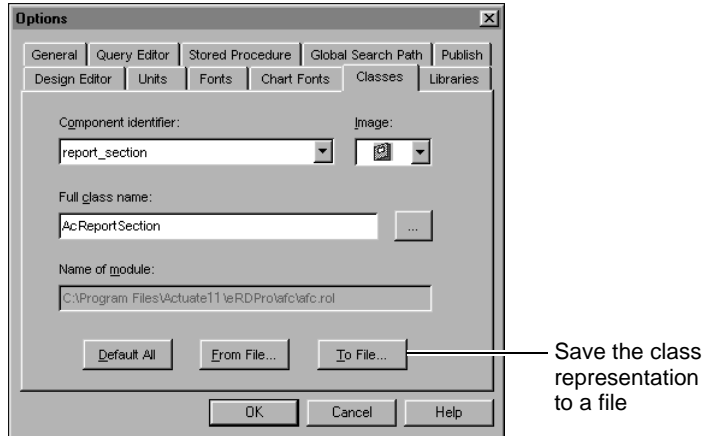 Options
General Query Editor Stored Procedure Global Search Path Publish
Design Editor Units Fonts Chart Fonts Classes Libraries
Component identifier: Image:
report_section
Full class name:
AcReportSection ...
Name of module:
C:\Program Files\Actuate11\eRDPro\afc\afc.rol
Default All From File... To File...
OK Cancel Help
Save the class
representation
to a file